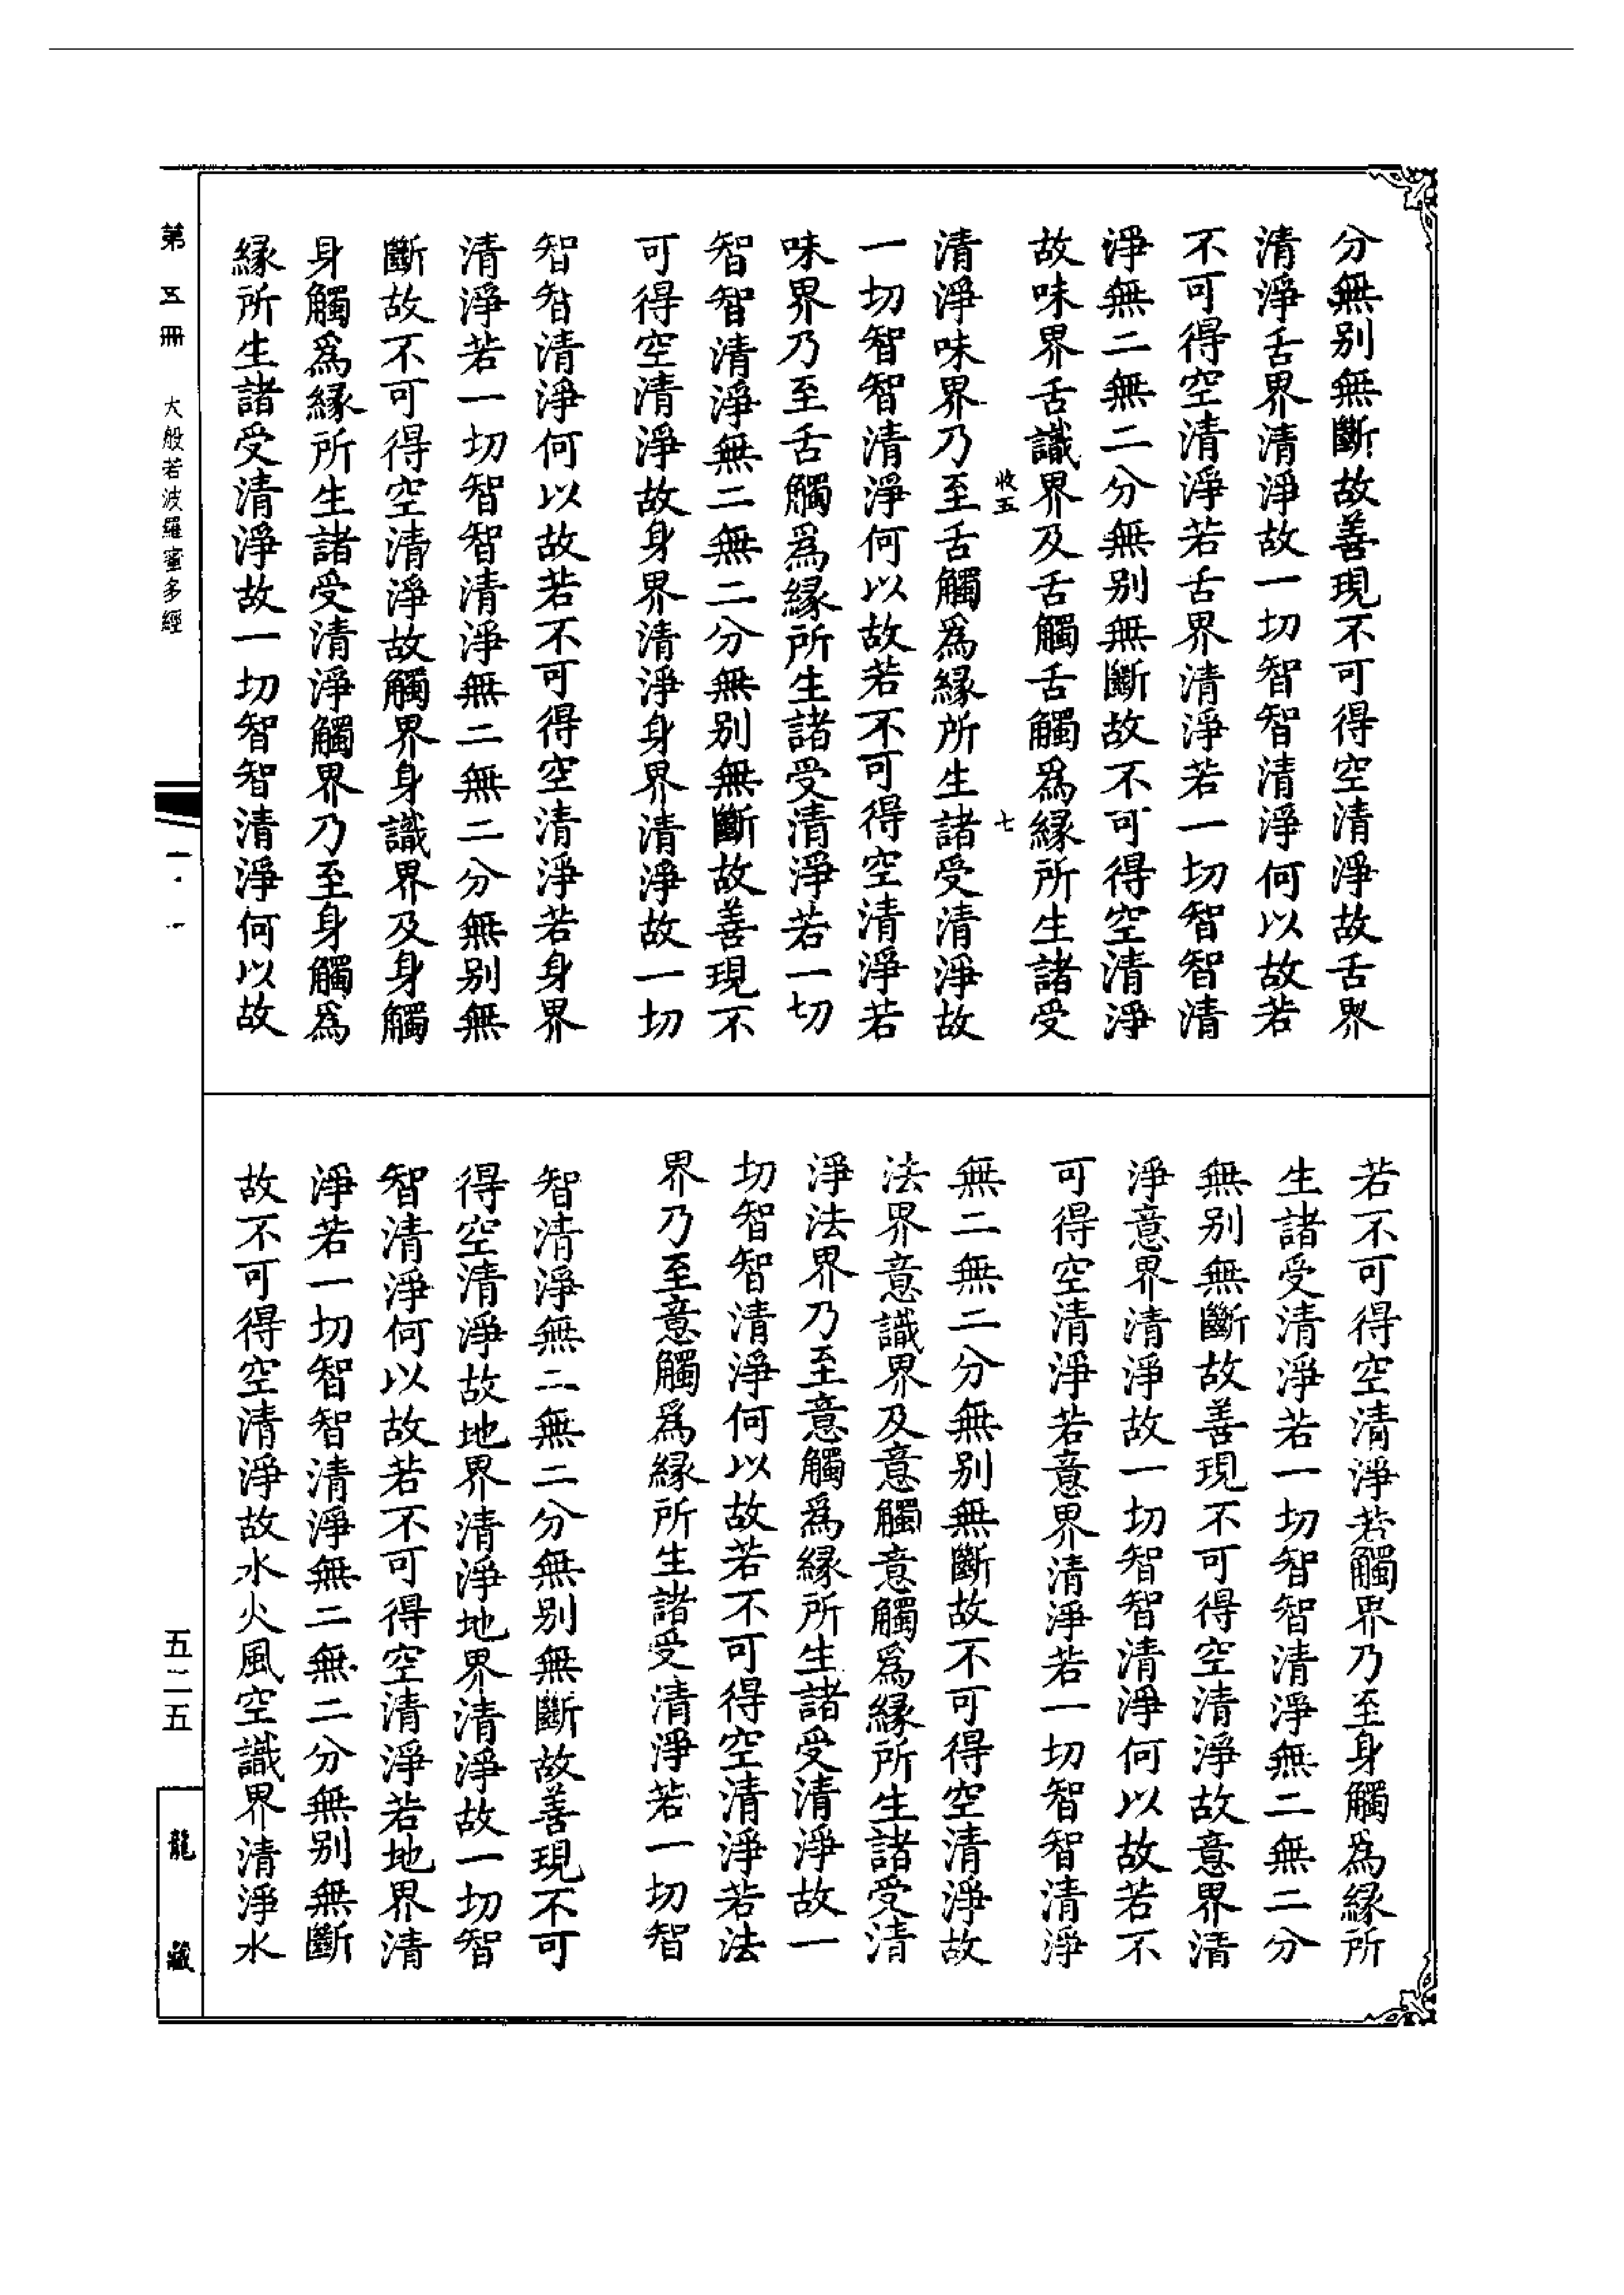 分無别無斷故善現不可得空清淨故舌界
清淨舌界清淨故一切智智清淨何以故若
不可得空清淨若舌界清淨若一切智智清
淨無二無二分無别無斷故不可得空清淨
故味界舌識界及舌觸舌觸爲緣所生諸受
收五 七
清淨味界乃至舌觸爲緣所生諸受清淨故
一切智智清淨何以故若不可得空清淨若
味界乃至舌觸爲緣所生諸受清淨若一切
智智清淨無二無二分無别無斷故善現不
可得空清淨故身界清淨身界清淨故一切
智智清淨何以故若不可得空清淨若身界
清淨若一切智智清淨無二無二分無别無
斷故不可得空清淨故觸界身識界及身觸
身觸爲緣所生諸受清淨觸界乃至身觸爲
緣所生諸受清淨故一切智智清淨何以故
若不可得空清淨若觸界乃至身觸爲緣所
生諸受清淨若一切智智清淨無二無二分
無别無斷故善現不可得空清淨故意界清
淨意界清淨故一切智智清淨何以故若不
可得空清淨若意界清淨若一切智智清淨
無二無二分無别無斷故不可得空清淨故
法界意識界及意觸意觸爲緣所生諸受清
淨法界乃至意觸爲緣所生諸受清淨故一
切智智清淨何以故若不可得空清淨若法
界乃至意觸爲緣所生諸受清淨若一切智
智清淨無二無二分無别無斷故善現不可
得空清淨故地界清淨地界清淨故一切智
智清淨何以故若不可得空清淨若地界清
淨若一切智智清淨無二無二分無别無斷
故不可得空清淨故水火風空識界清淨水
第五冊 大般若波羅蜜多經
五二五
龍藏